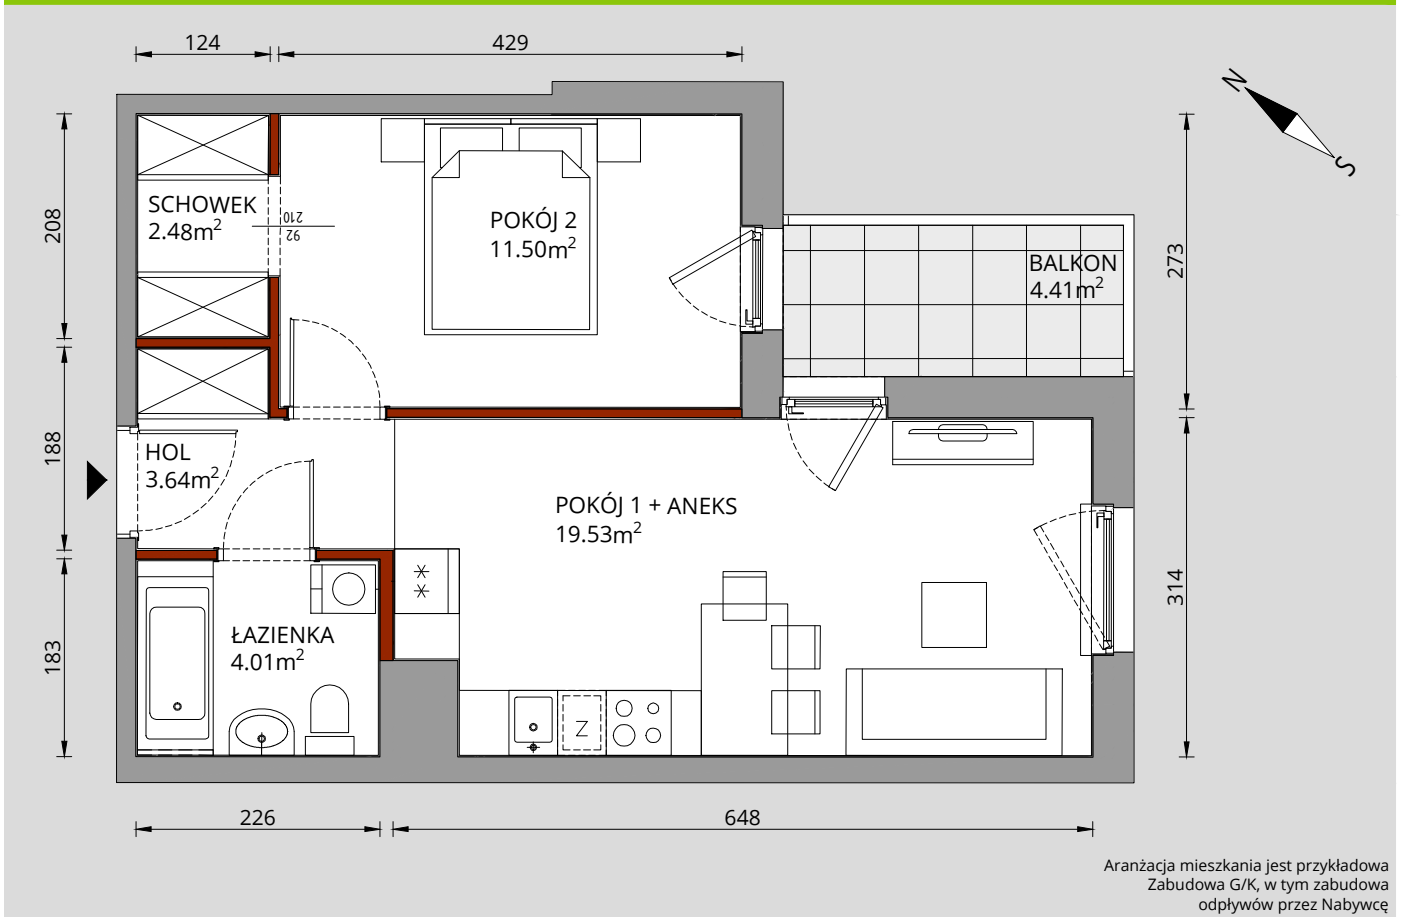 124
429
N
S
208
SCHOWEK
2.48m²
210
92
POKÓJ 2
11.50m²
BALKON
4.41m²
273
188
HOL
3.64m²
POKÓJ 1 + ANEKS
19.53m²
314
183
ŁAZIENKA
4.01m²
Z
226
648
Aranżacja mieszkania jest przykładowa
Zabudowa G/K, w tym zabudowa
odpływów przez Nabywcę